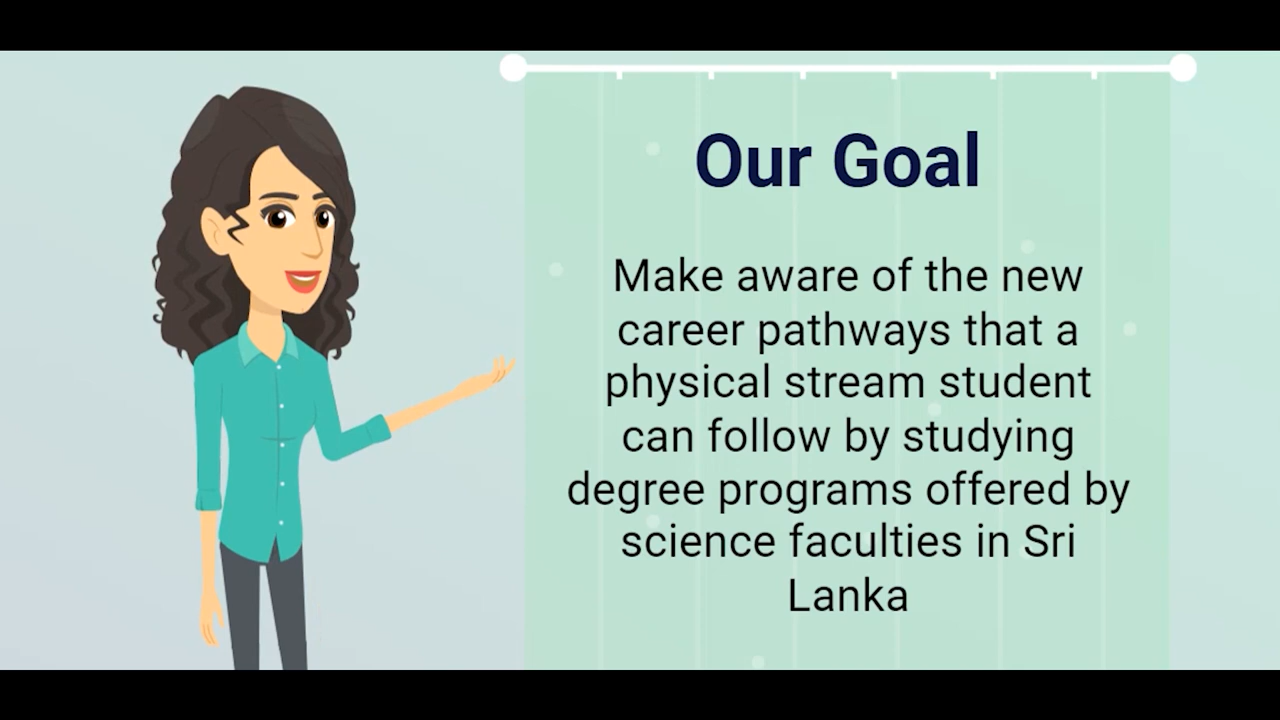 Our Goal
Make aware of the new
career pathways that a
physical stream student
can follow by studying
degree programs offered by
science faculties in Sri
Lanka